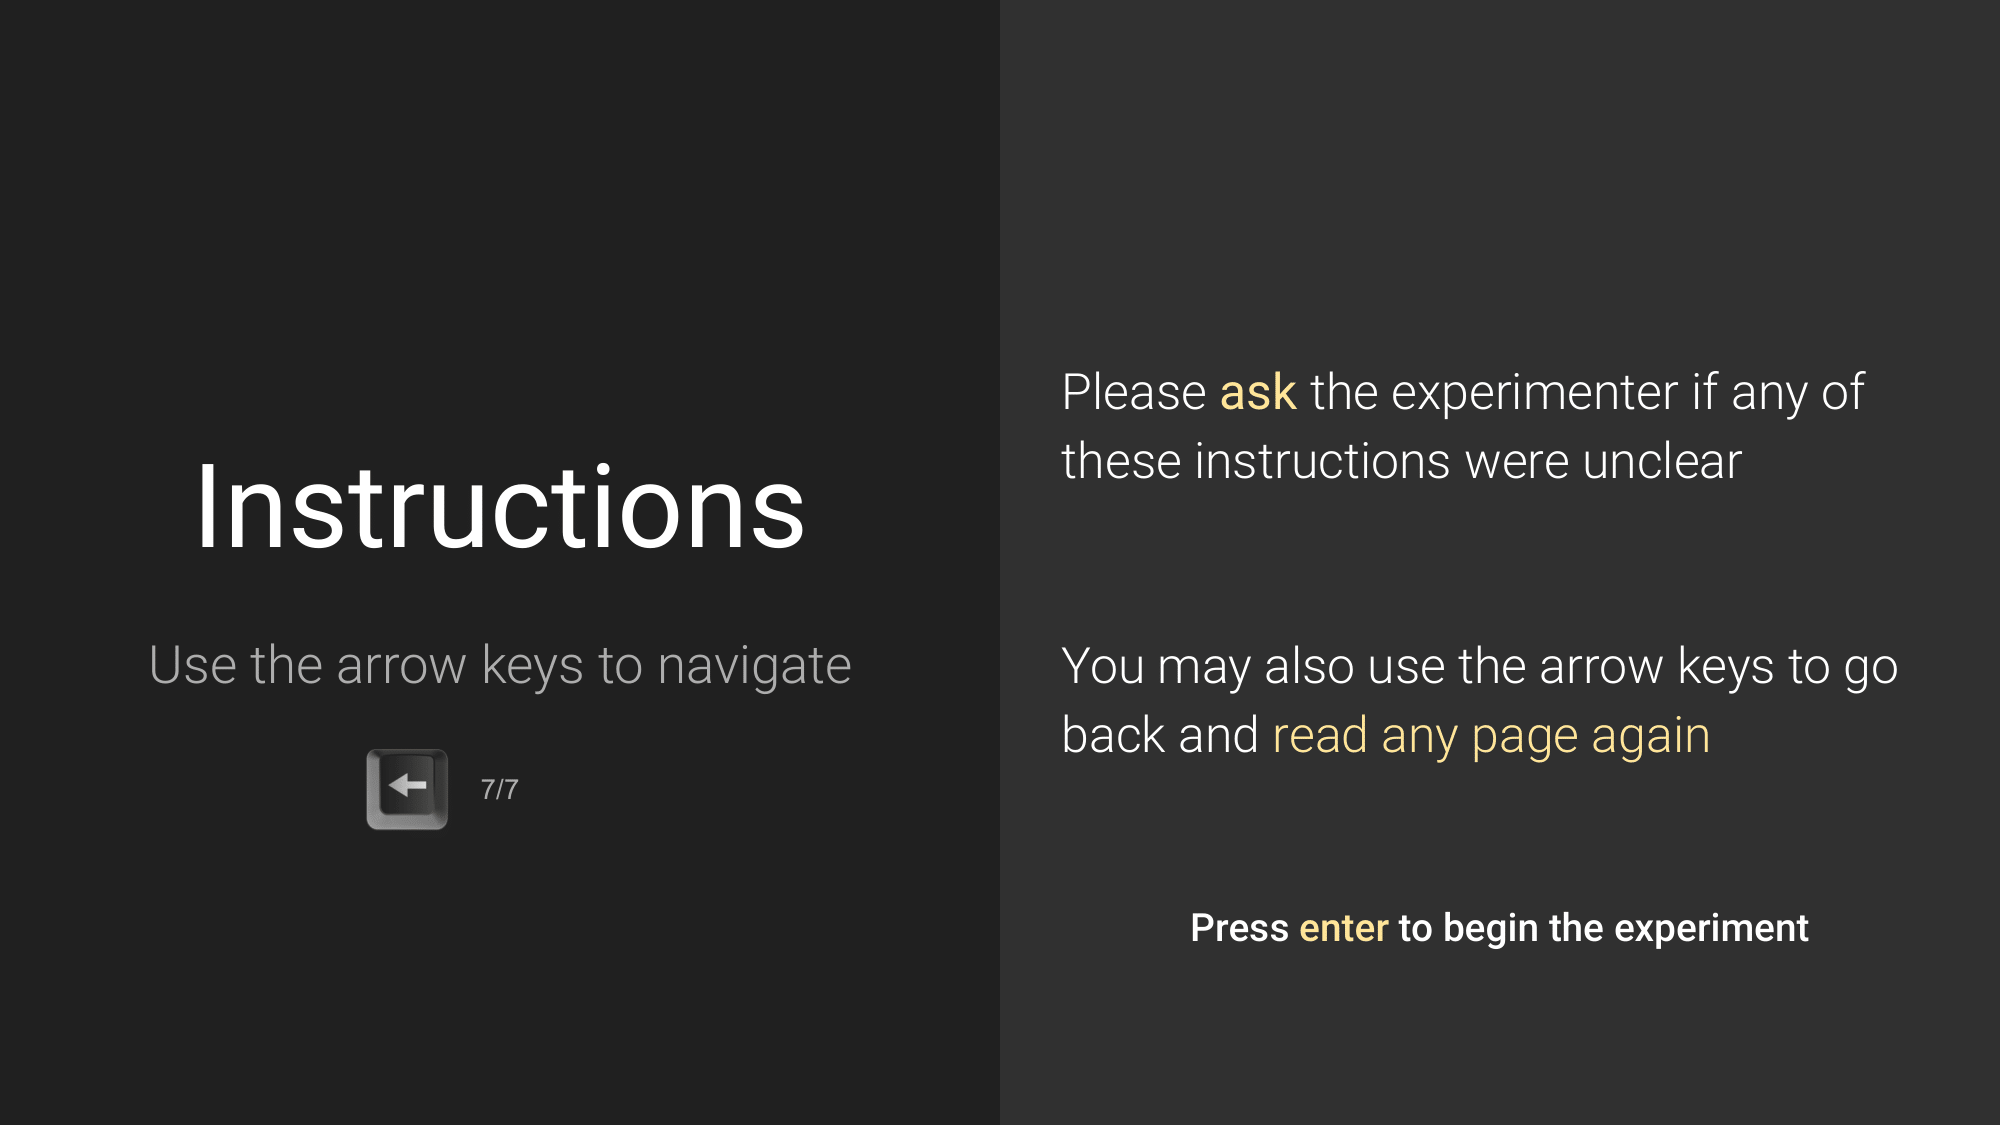 Instructions
Use the arrow keys to navigate
7/7
Please ask the experimenter if any of
these instructions were unclear
You may also use the arrow keys to go
back and read any page again
Press enter to begin the experiment